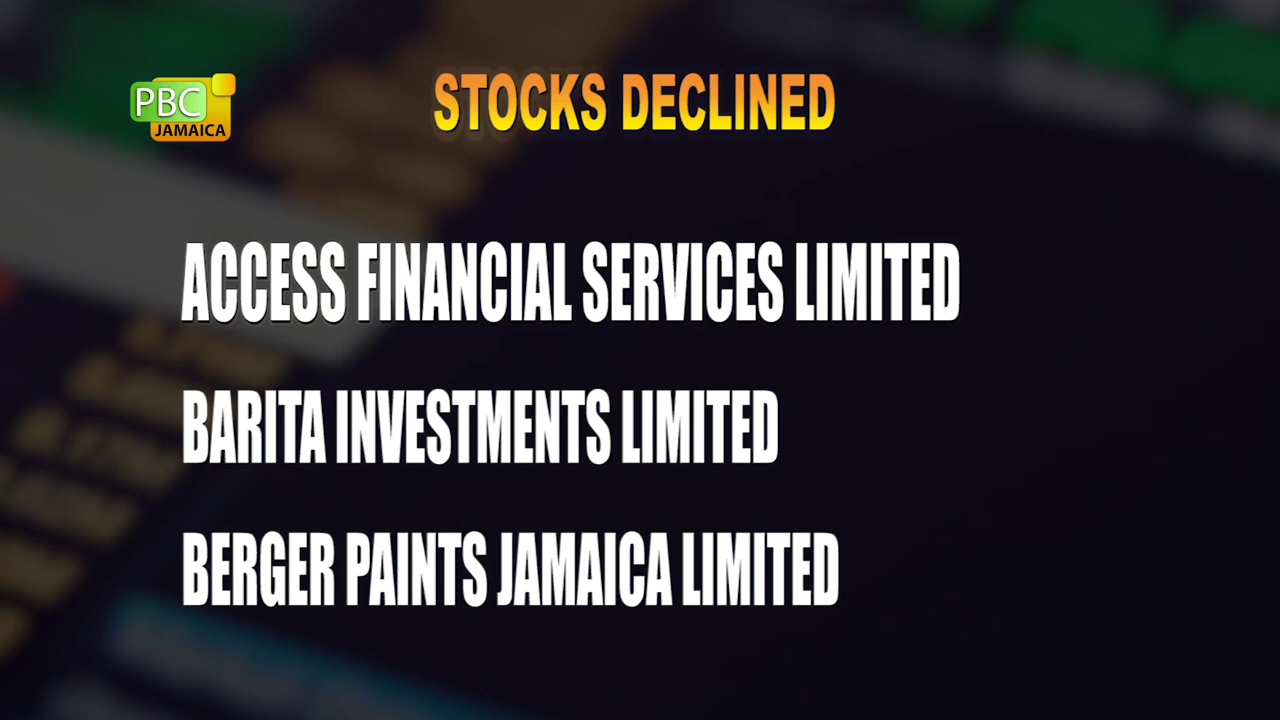 PBC
JAMAICA
STOCKS DECLINED
ACCESS FINANCIAL SERVICES LIMITED
BARITA INVESTMENTS LIMITED
BERGER PAINTS JAMAICA LIMITED